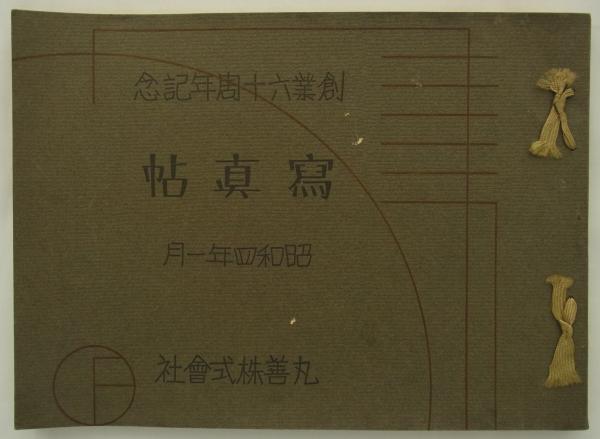 創業六十周年記念
寫真帖
昭和四年一月
丸善株式會社